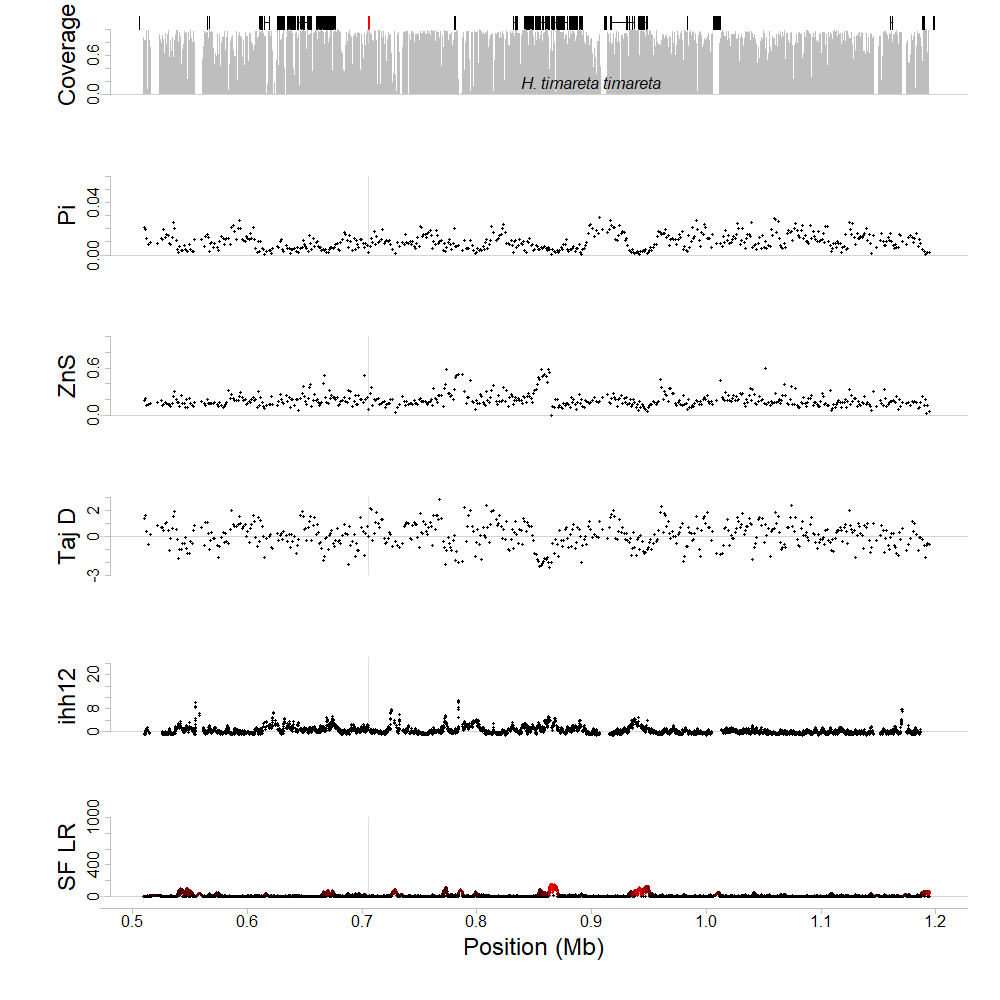 Coverage
0.0 0.6
H. timareta timareta
Pi
0.00 0.04
ZnS
0.0 0.6
Taj D
-3 0 2
ihh12
0 8 20
SF LR
0 400 1000
0.5 0.6 0.7 0.8 0.9 1.0 1.1 1.2
Position (Mb)